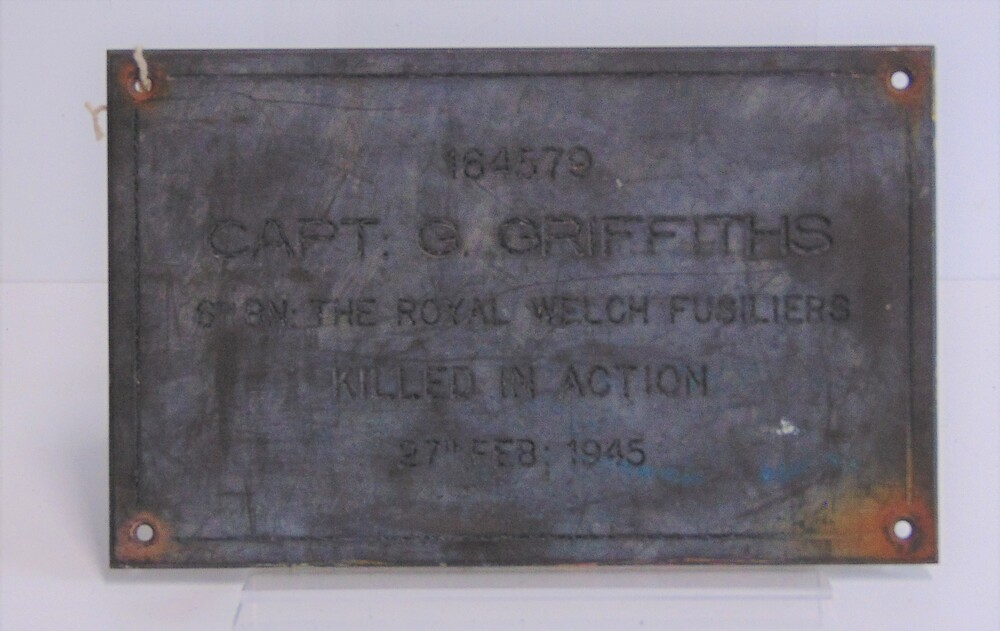 164579
CAPT: G. GRIFFITHS
6TH BN: THE ROYAL WELCH FUSILIERS
KILLED IN ACTION
27TH FEB: 1945